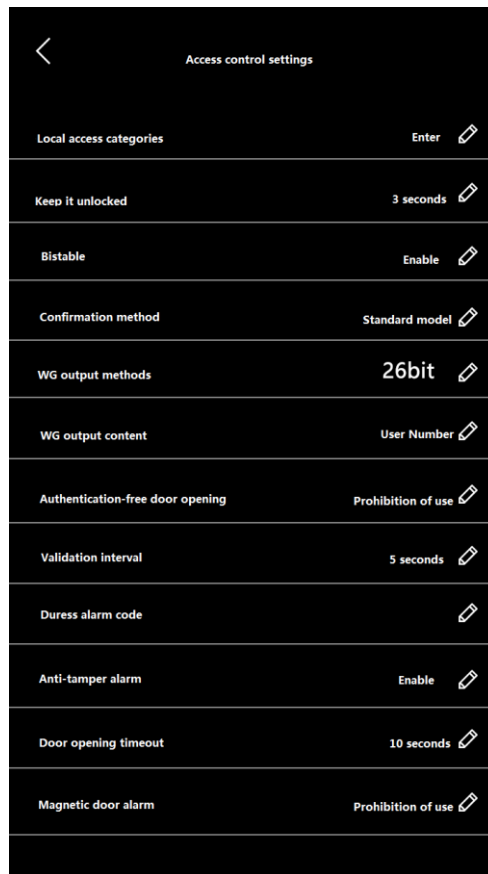 Access control settings
Local access categories Enter
Keep it unlocked 3 seconds
Bistable Enable
Confirmation method Standard model
WG output methods 26bit
WG output content User Number
Authentication-free door opening Prohibition of use
Validation interval 5 seconds
Duress alarm code
Anti-tamper alarm Enable
Door opening timeout 10 seconds
Magnetic door alarm Prohibition of use